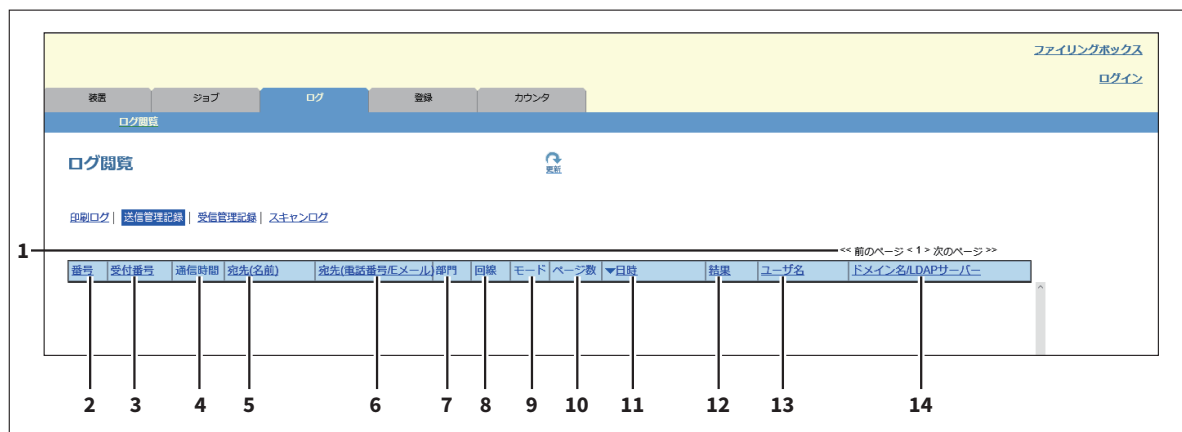 ファイリングボックス
ログイン
装置 ジョブ ログ 登録 カウンタ
ログ閲覧
ログ閲覧
更新
印刷ログ| 送信管理記録| 受信管理記録| スキャンログ
1
<< 前のページ < 1 > 次のページ >>
番号 受付番号 通信時間 宛先(名前) 宛先(電話番号/Eメール) 部門 回線 モード ページ数 ▼日時 結果 ユーザ名 ドメイン名/LDAPサーバー
2 3 4 5 6 7 8 9 10 11 12 13 14